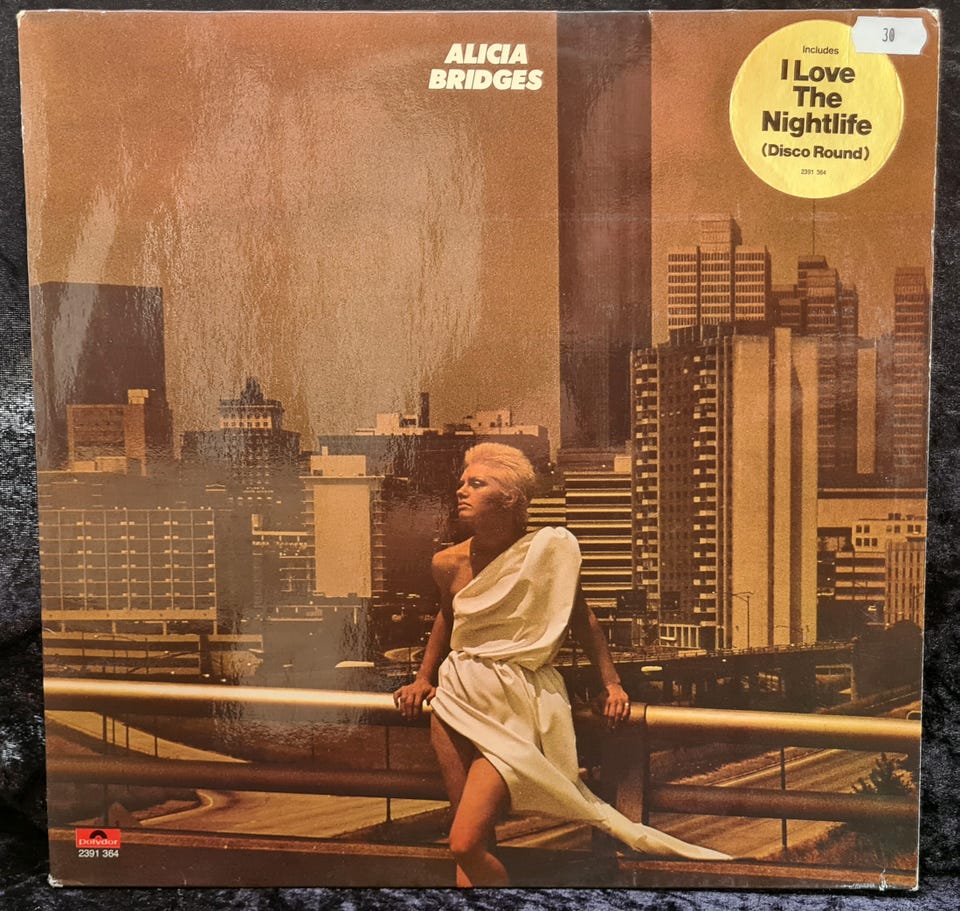 ALICIA
BRIDGES
30
Includes
I Love
The
Nightlife
(Disco Round)
2391 364
polydor
2391 364